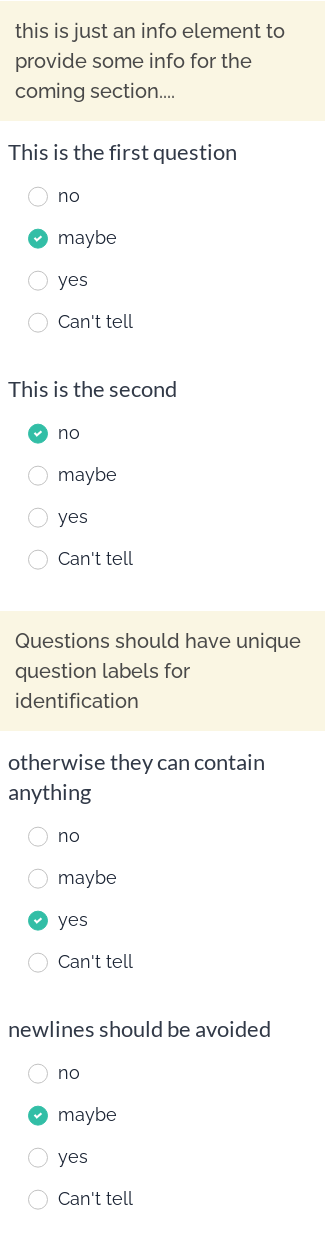 this is just an info element to
provide some info for the
coming section....
This is the first question
no
maybe
yes
Can't tell
This is the second
no
maybe
yes
Can't tell
Questions should have unique
question labels for
identification
otherwise they can contain
anything
no
maybe
yes
Can't tell
newlines should be avoided
no
maybe
yes
Can't tell